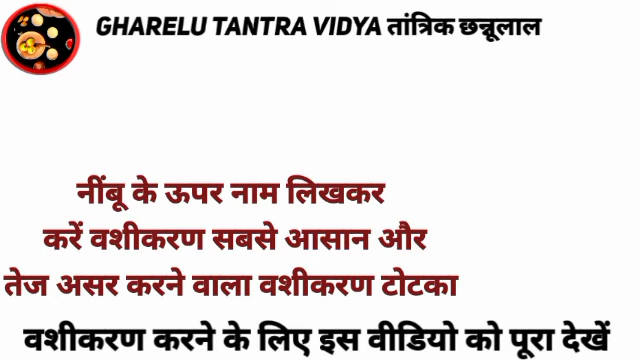 GHARELU TANTRA VIDYA तांत्रिक छन्नूलाल
नींबू के ऊपर नाम लिखकर
करें वशीकरण सबसे आसान और
तेज असर करने वाला वशीकरण टोटका
वशीकरण करने के लिए इस वीडियो को पूरा देखें